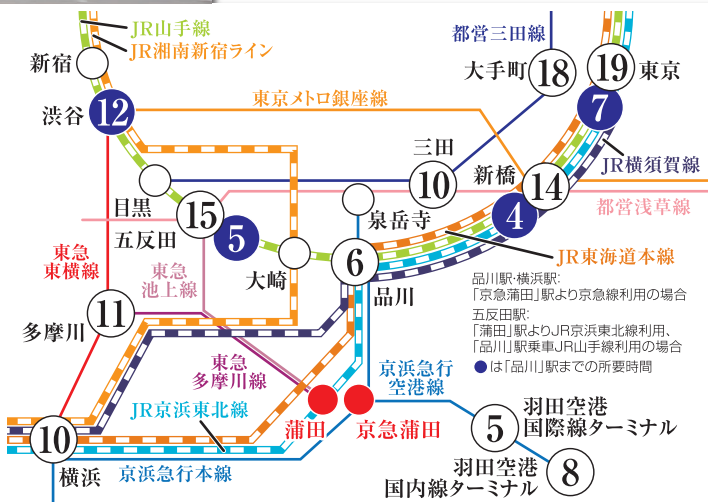 JR山手線
JR湘南新宿ライン
新宿
都営三田線
大手町
18
19
東京
渋谷
12
東京メトロ銀座線
7
三田
10
新橋
14
JR横須賀線
目黒
15
五反田
5
泉岳寺
4
都営浅草線
東急
東横線
東急
池上線
大崎
6
品川
JR東海道本線
品川駅・横浜駅:
「京急蒲田」駅より京急線利用の場合
五反田駅:
「蒲田」駅よりJR京浜東北線利用、
「品川」駅乗車JR山手線利用の場合
は「品川」駅までの所要時間
多摩川
11
東急
多摩川線
京浜急行
空港線
JR京浜東北線
蒲田
京急蒲田
10
横浜
京浜急行本線
5
羽田空港
国際線ターミナル
羽田空港
国内線ターミナル
8